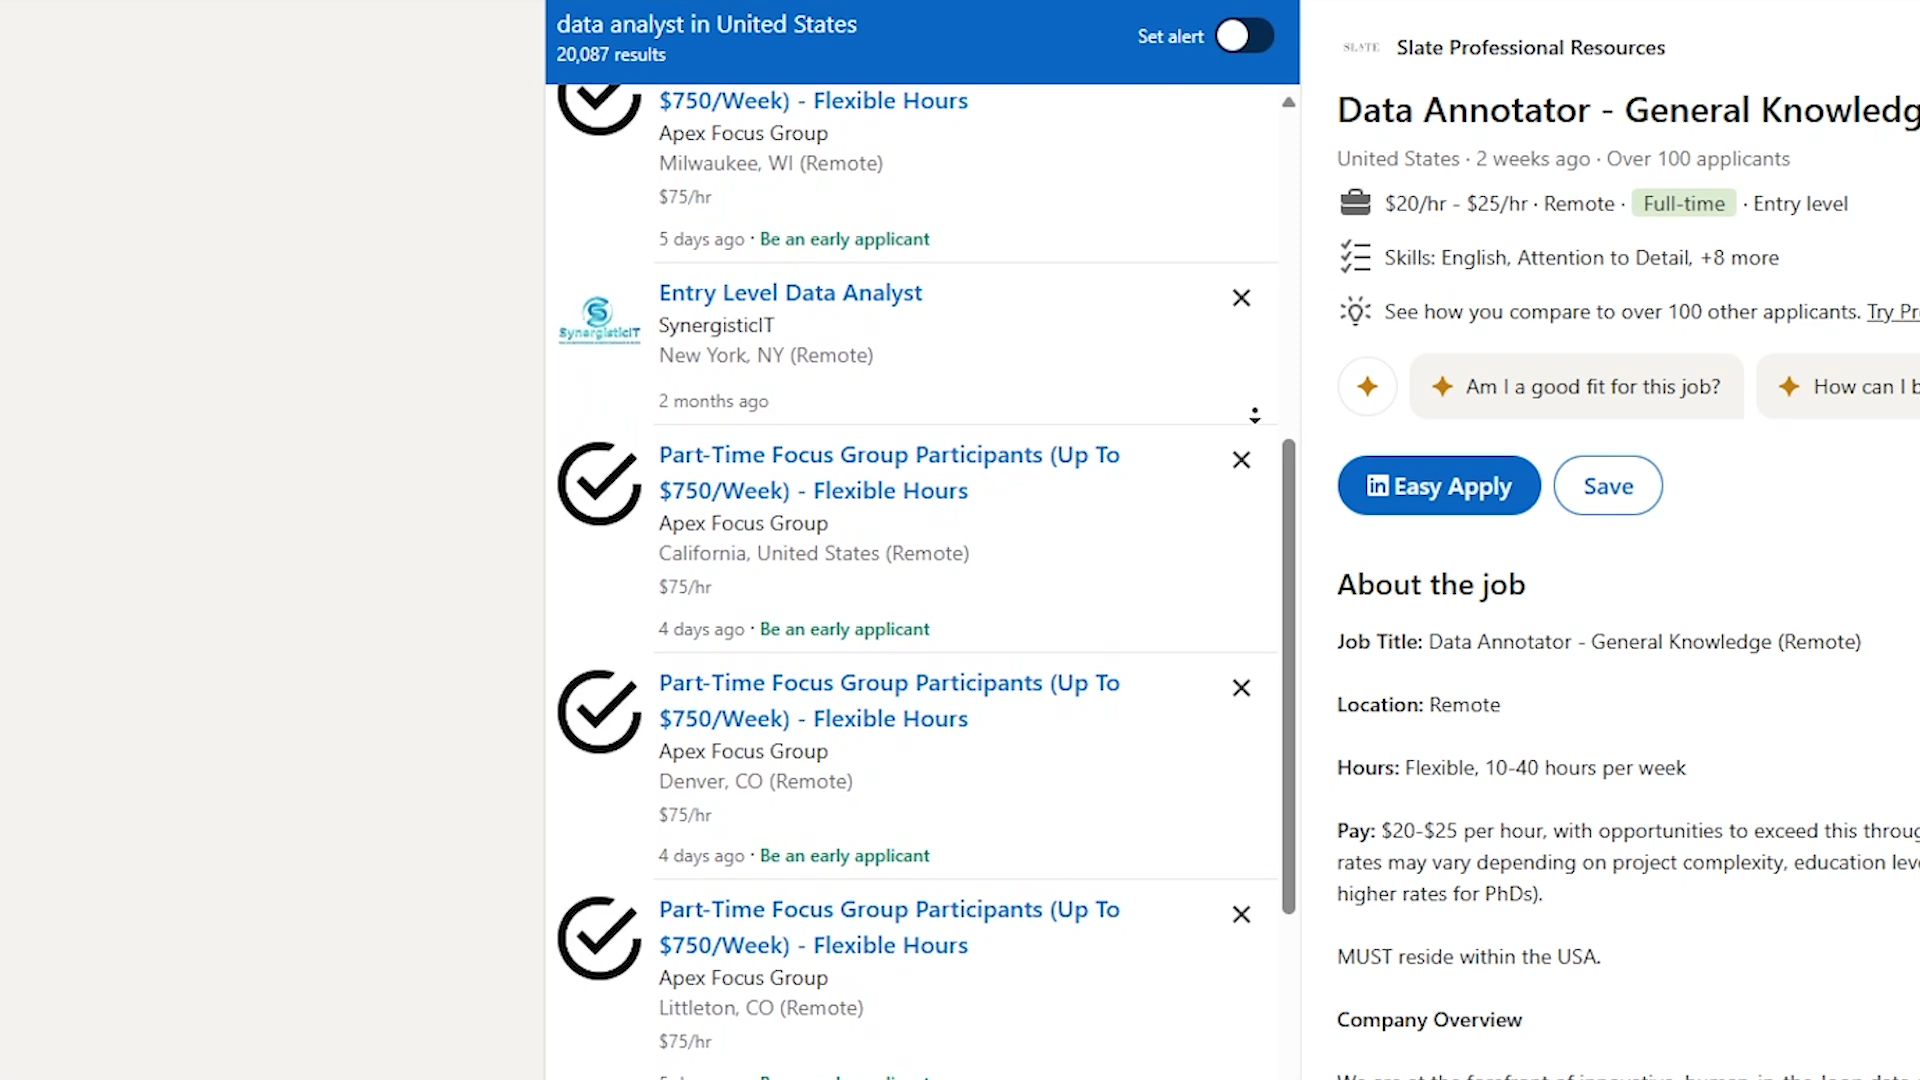 data analyst in United States
20,087 results
Set alert
$750/Week) - Flexible Hours
Apex Focus Group
Milwaukee, WI (Remote)
$75/hr
5 days ago · Be an early applicant
SynergisticIT
Entry Level Data Analyst
SynergisticIT
New York, NY (Remote)
2 months ago
Part-Time Focus Group Participants (Up To
$750/Week) - Flexible Hours
Apex Focus Group
California, United States (Remote)
$75/hr
4 days ago · Be an early applicant
Part-Time Focus Group Participants (Up To
$750/Week) - Flexible Hours
Apex Focus Group
Denver, CO (Remote)
$75/hr
4 days ago · Be an early applicant
Part-Time Focus Group Participants (Up To
$750/Week) - Flexible Hours
Apex Focus Group
Littleton, CO (Remote)
$75/hr
SLATE
Slate Professional Resources
Data Annotator - General Knowledg
United States · 2 weeks ago · Over 100 applicants
$20/hr - $25/hr · Remote · Full-time · Entry level
Skills: English, Attention to Detail, +8 more
See how you compare to over 100 other applicants. Try Pr
Am I a good fit for this job?
How can I b
in Easy Apply
Save
About the job
Job Title: Data Annotator - General Knowledge (Remote)
Location: Remote
Hours: Flexible, 10-40 hours per week
Pay: $20-$25 per hour, with opportunities to exceed this throug
rates may vary depending on project complexity, education leve
higher rates for PhDs).
MUST reside within the USA.
Company Overview